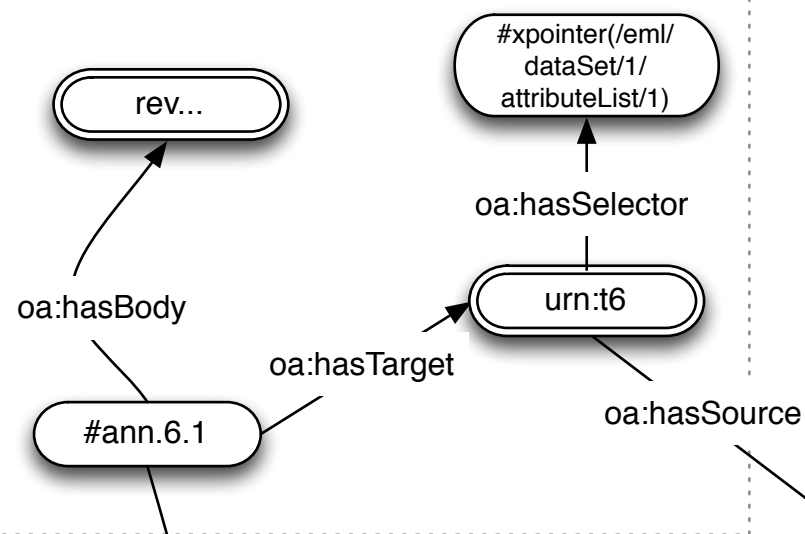 #xpointer(/eml/
dataSet/1/
attributeList/1)
rev...
oa:hasSelector
urn:t6
oa:hasBody
oa:hasTarget
oa:hasSource
#ann.6.1